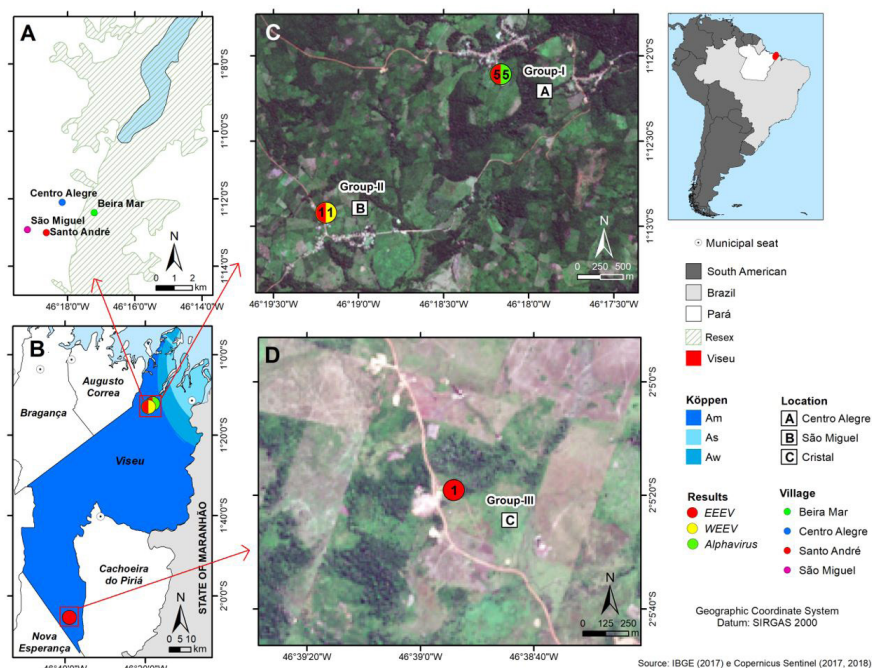 A
1°8'0"S
1°10'0"S
1°12'0"S
1°14'0"S
Centro Alegre
Beira Mar
São Miguel
Santo André
N
0 1 2
km
46°18'0"W
46°16'0"W
46°14'0"W
C
Group-I
5 5
A
Group-II
1 1
B
N
0 250 500
m
1°12'0"S
1°12'30"S
1°13'0"S
46°19'30"W
46°19'0"W
46°18'30"W
46°18'0"W
46°17'30"W
B
Augusto
Correa
Bragança
Viseu
Cachoeira
do Piriá
Nova
Esperança
STATE OF MARANHÃO
N
0 5 10
km
1°0'0"S
1°20'0"S
1°40'0"S
2°0'0"S
46°40'0"W
46°20'0"W
D
1
Group-III
C
N
0 125 250
m
2°5'0"S
2°5'20"S
2°5'40"S
46°39'20"W
46°39'0"W
46°38'40"W
Municipal seat
South American
Brazil
Pará
Resex
Viseu
Köppen
Am
As
Aw
Location
A Centro Alegre
B São Miguel
C Cristal
Results
EEEV
WEEV
Alphavirus
Village
Beira Mar
Centro Alegre
Santo André
São Miguel
Geographic Coordinate System
Datum: SIRGAS 2000
Source: IBGE (2017) e Copernicus Sentinel (2017, 2018)